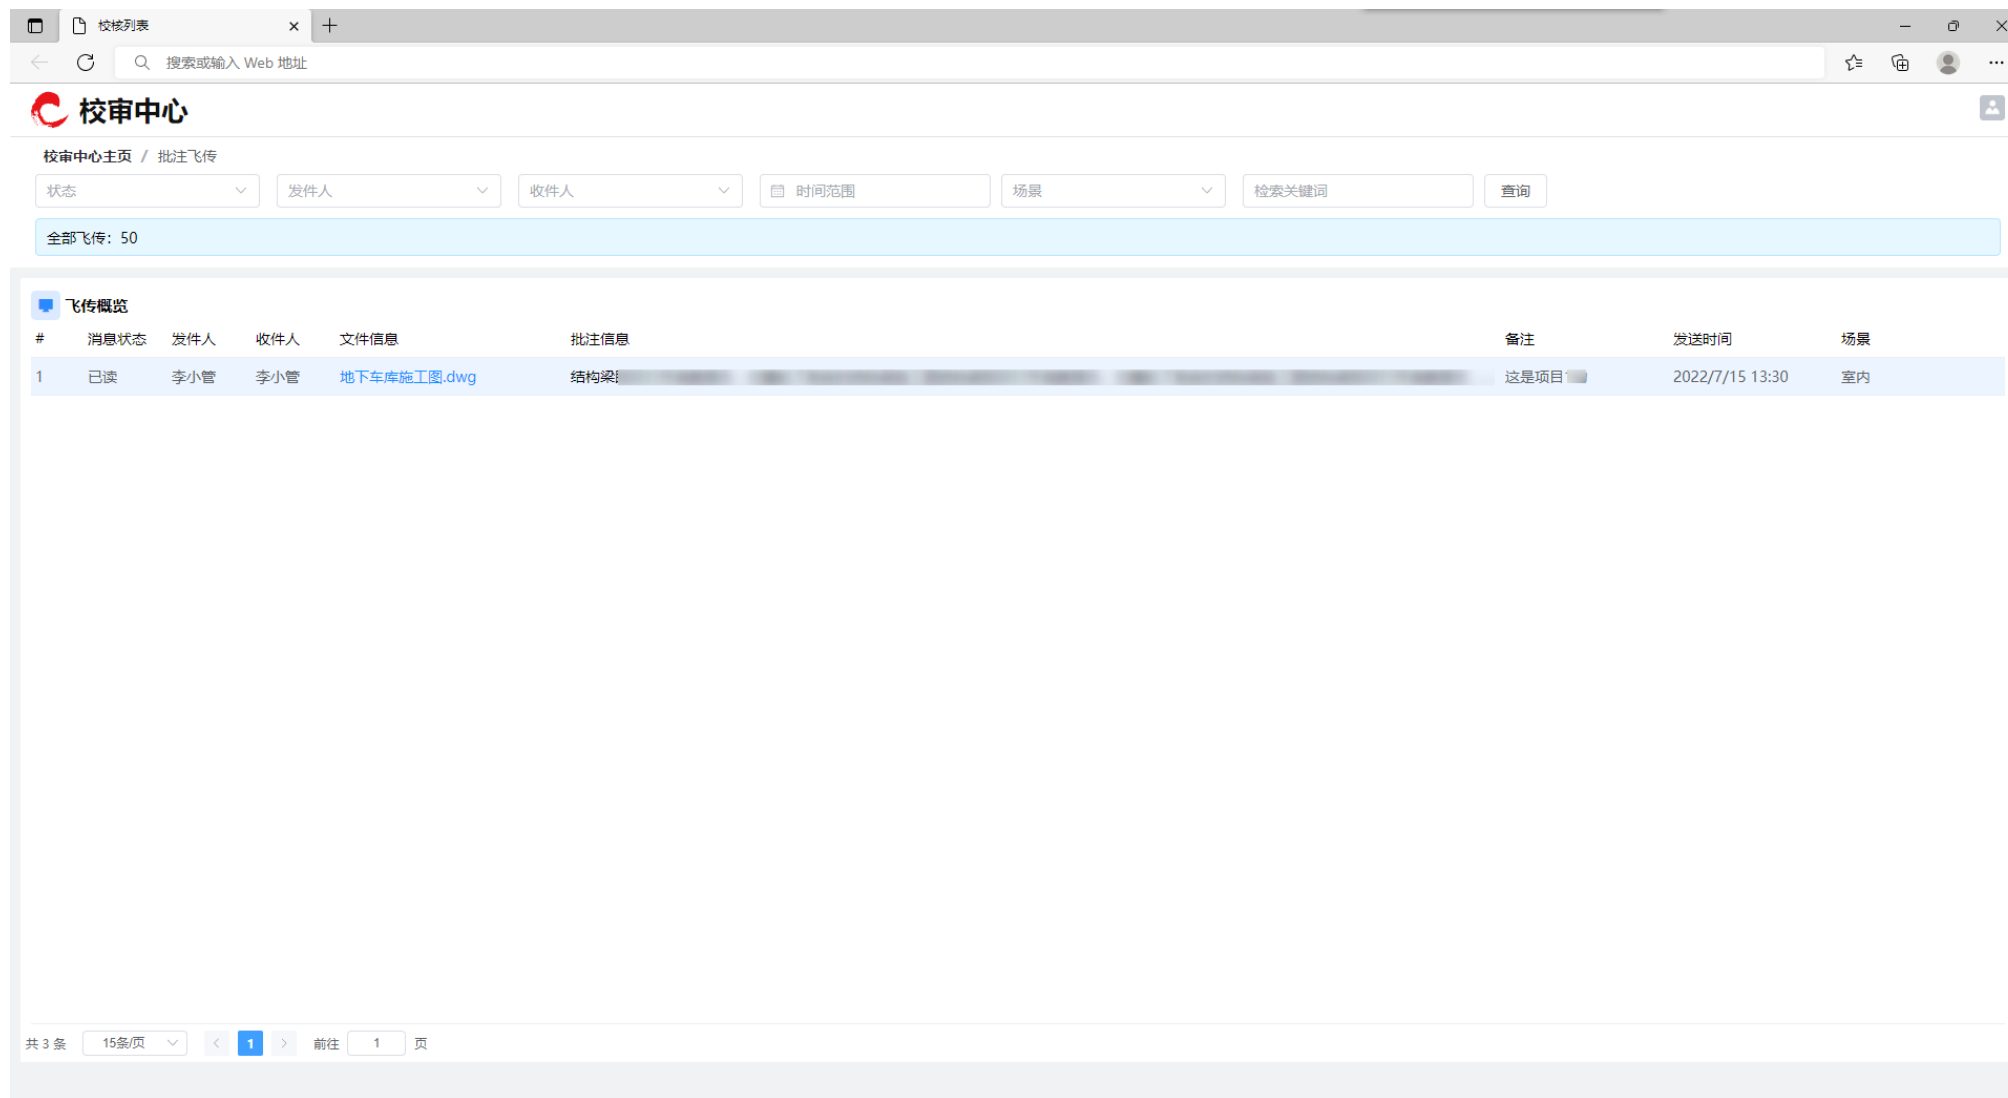 校核列表
搜索或输入 Web 地址
校审中心
校审中心主页 / 批注飞传
状态 发件人 收件人 时间范围 场景 检索关键词 查询
全部飞传：50
飞传概览
# 消息状态 发件人 收件人 文件信息 批注信息 备注 发送时间 场景
1 已读 李小管 李小管 地下车库施工图.dwg 结构梁 这是项目 2022/7/15 13:30 室内
共 3 条 15条/页 1 前往 1 页